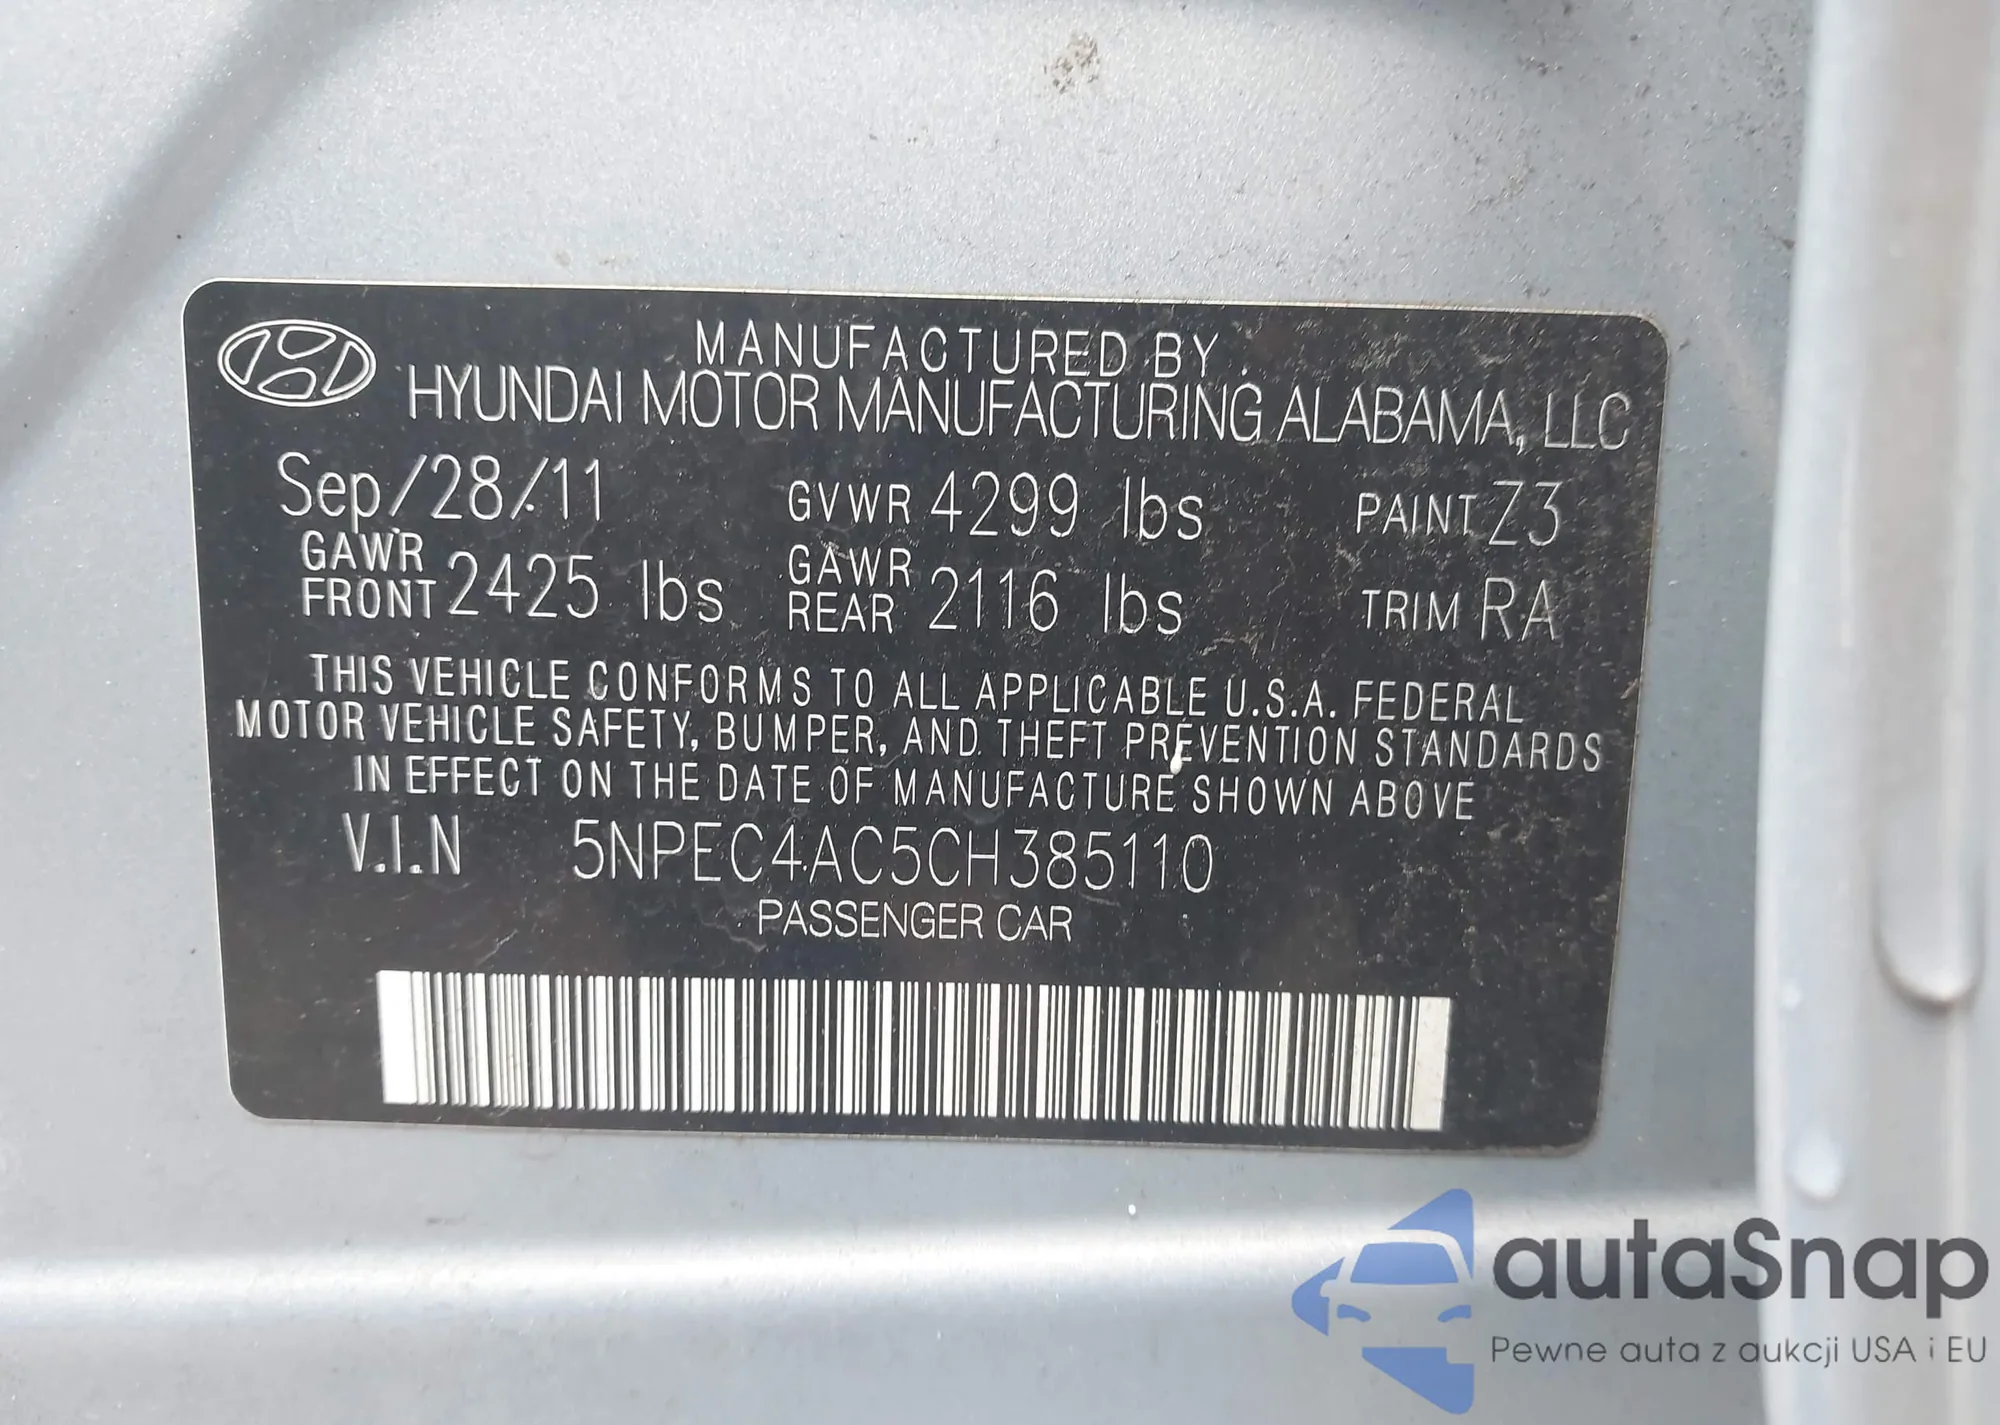 MANUFACTURED BY
HYUNDAI MOTOR MANUFACTURING ALABAMA, LLC
Sep/28/11 GVWR 4299 lbs PAINT Z3
GAWR FRONT 2425 lbs GAWR REAR 2116 lbs TRIM RA
THIS VEHICLE CONFORMS TO ALL APPLICABLE U.S.A. FEDERAL
MOTOR VEHICLE SAFETY, BUMPER, AND THEFT PREVENTION STANDARDS
IN EFFECT ON THE DATE OF MANUFACTURE SHOWN ABOVE
V.I.N 5NPEC4AC5CH385110
PASSENGER CAR
autaSnap
Pewne auta z aukcji USA i EU